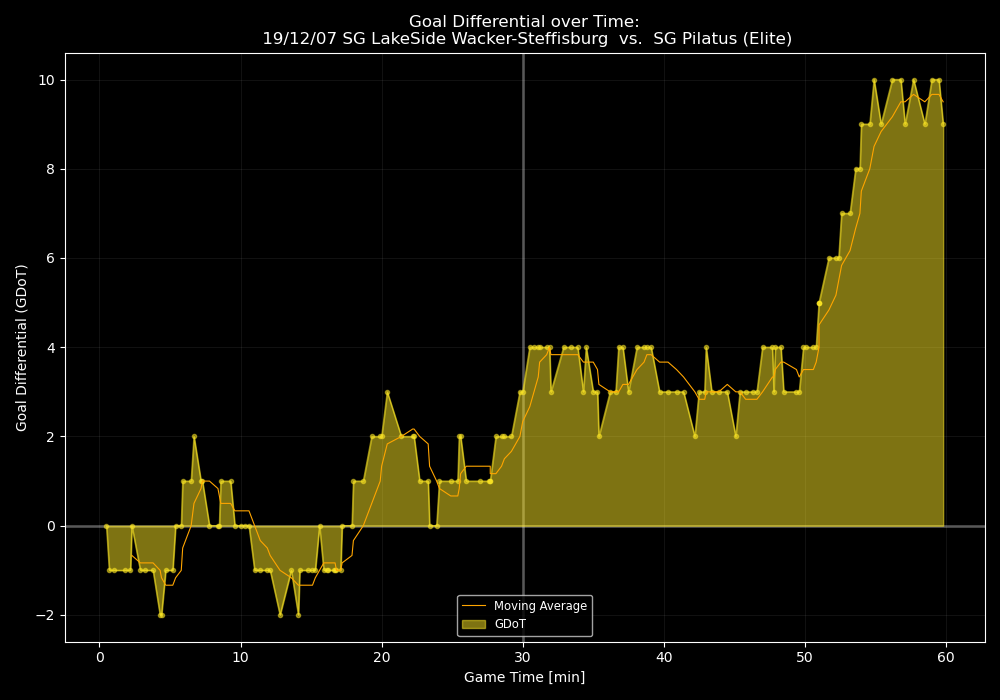 Goal Differential over Time:
19/12/07 SG LakeSide Wacker-Steffisburg  vs.  SG Pilatus (Elite)
Goal Differential (GDoT)
10
8
6
4
2
0
−2
0
10
20
30
40
50
60
Game Time [min]
Moving Average
GDoT